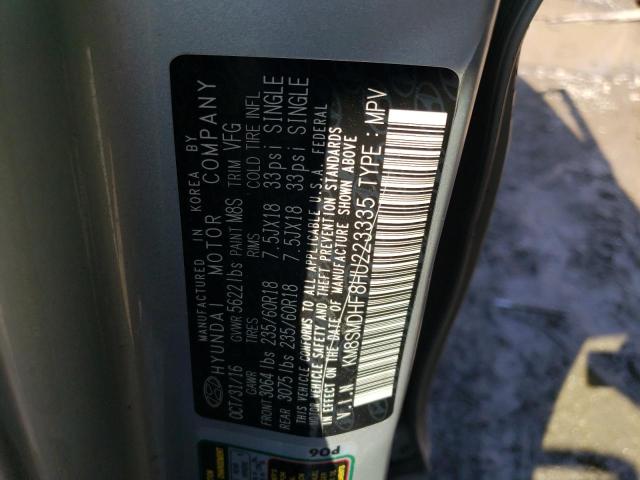 MANUFACTURED IN KOREA BY
HYUNDAI MOTOR COMPANY
OCT/31/16 GVWR 5622 lbs PAINT M8S TRIM VFG
GAWR TIRES RIMS COLD TIRE INFL
FRONT 3064 lbs 235/60R18 7.5JX18 33psi SINGLE
REAR 3075 lbs 235/60R18 7.5JX18 33psi SINGLE
THIS VEHICLE CONFORMS TO ALL APPLICABLE U.S.A. FEDERAL
MOTOR VEHICLE SAFETY AND THEFT PREVENTION STANDARDS
IN EFFECT ON THE DATE OF MANUFACTURE SHOWN ABOVE
V.I.N KM8SMDHF8HU223335 TYPE : MPV
P06